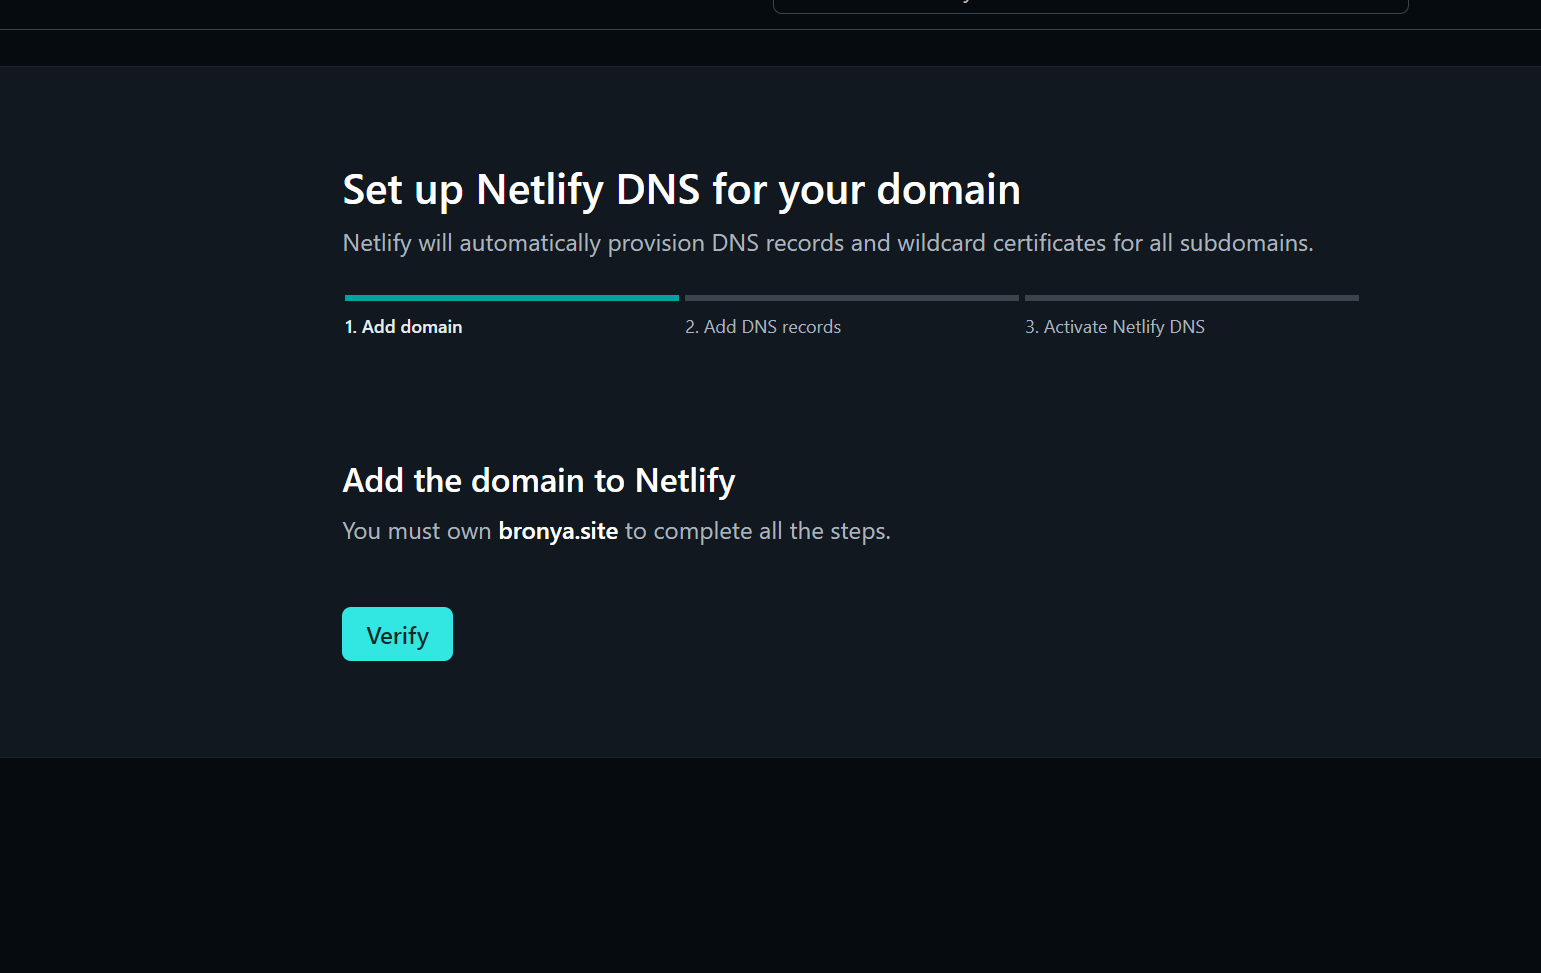 Set up Netlify DNS for your domain
Netlify will automatically provision DNS records and wildcard certificates for all subdomains.
1. Add domain
2. Add DNS records
3. Activate Netlify DNS
Add the domain to Netlify
You must own bronya.site to complete all the steps.
Verify